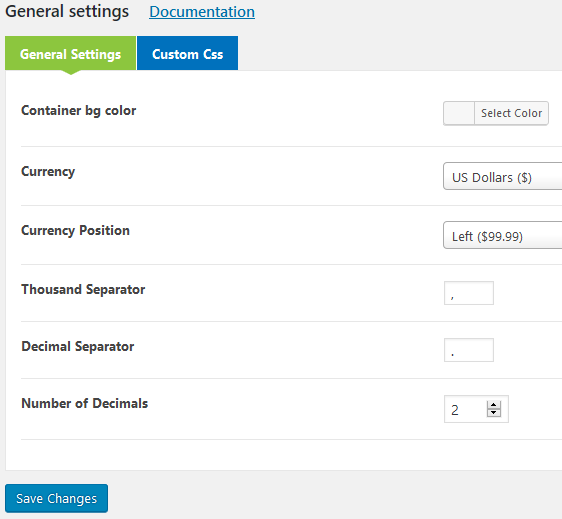 General settings Documentation
General Settings Custom Css
Container bg color Select Color
Currency US Dollars ($)
Currency Position Left ($99.99)
Thousand Separator ,
Decimal Separator .
Number of Decimals 2
Save Changes